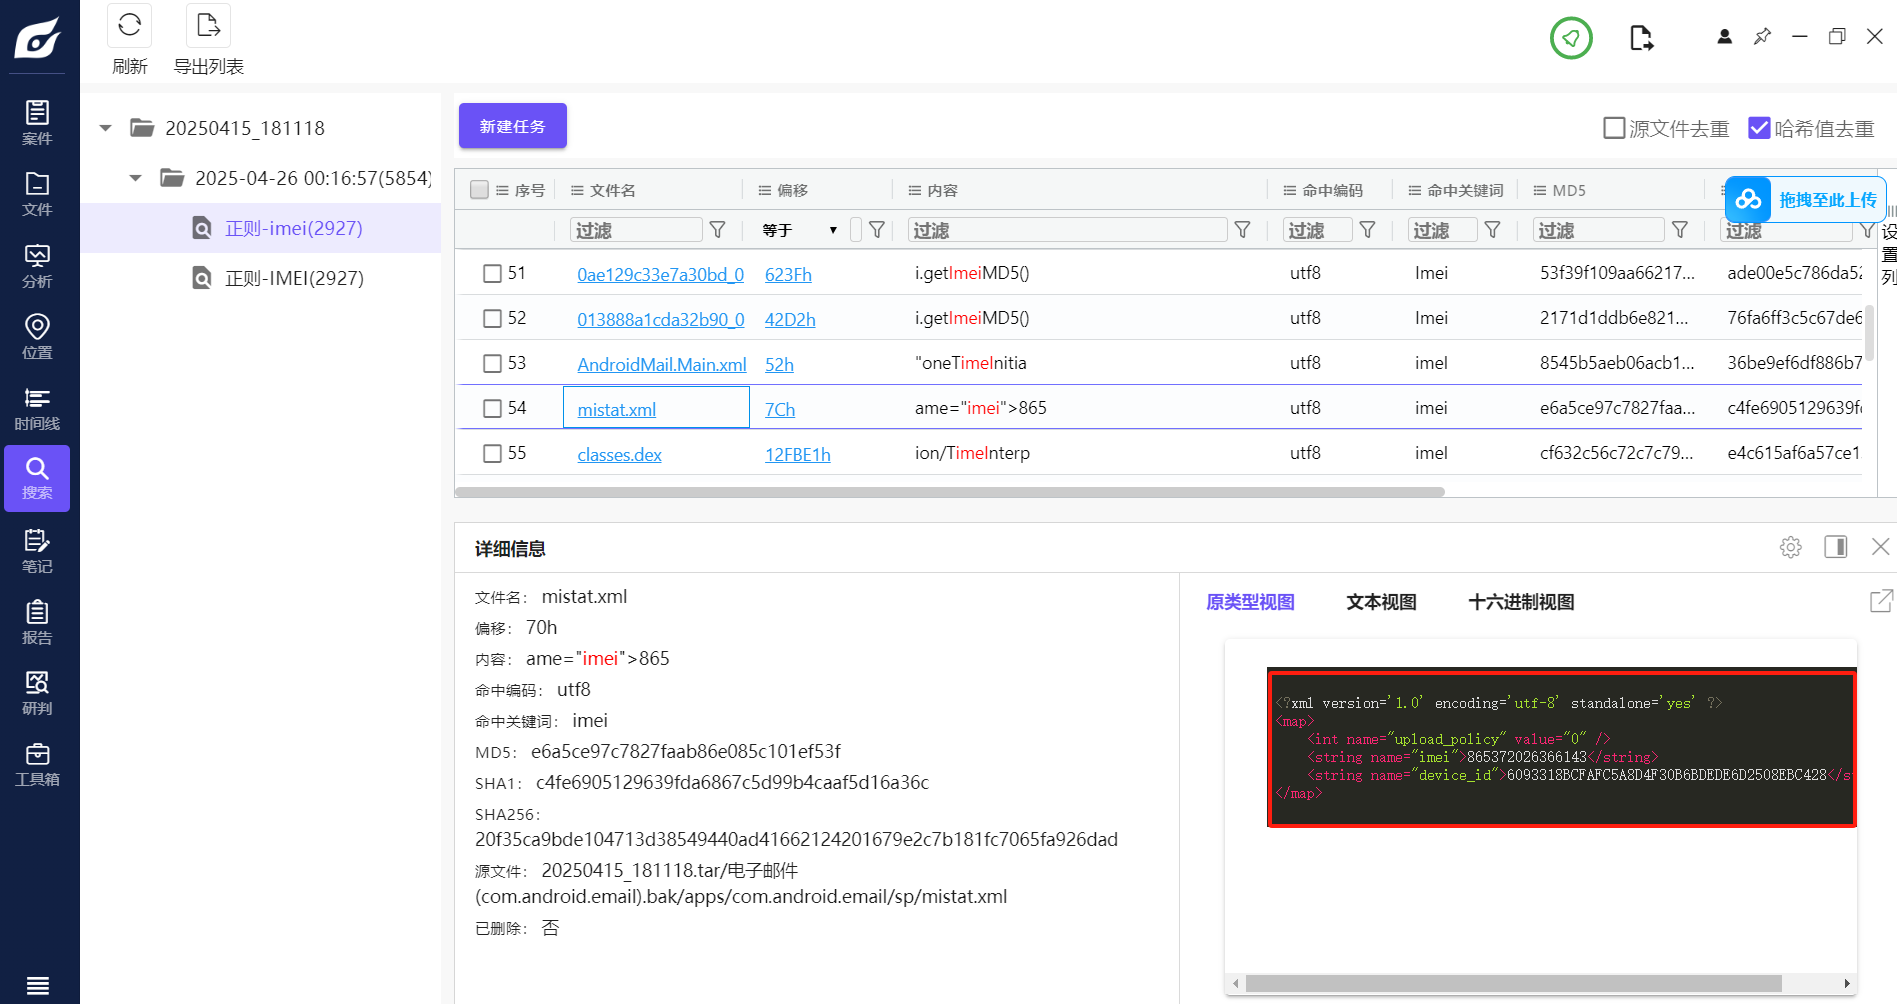 刷新
导出列表
案件
文件
分析
位置
时间线
搜索
笔记
报告
研判
工具箱
20250415_181118
2025-04-26 00:16:57(5854)
正则-imei(2927)
正则-IMEI(2927)
新建任务
源文件去重 哈希值去重
序号 文件名 偏移 内容 命中编码 命中关键词 MD5
拖拽至此上传
过滤 等于 过滤 过滤 过滤 过滤 过滤
设置列
51 0ae129c33e7a30bd_0 623Fh i.getImeiMD5() utf8 Imei 53f39f109aa66217... ade00e5c786da52
52 013888a1cda32b90_0 42D2h i.getImeiMD5() utf8 Imei 2171d1ddb6e821... 76fa6ff3c5c67de6
53 AndroidMail.Main.xml 52h "oneTimeInitia utf8 imeI 8545b5aeb06acb1... 36be9ef6df886b7
54 mistat.xml 7Ch ame="imei">865 utf8 imei e6a5ce97c7827faa... c4fe6905129639f
55 classes.dex 12FBE1h ion/TimeInterp utf8 imeI cf632c56c72c7c79... e4c615af6a57ce1
详细信息
文件名: mistat.xml
偏移: 70h
内容: ame="imei">865
命中编码: utf8
命中关键词: imei
MD5: e6a5ce97c7827faab86e085c101ef53f
SHA1: c4fe6905129639fda6867c5d99b4caaf5d16a36c
SHA256:
20f35ca9bde104713d38549440ad41662124201679e2c7b181fc7065fa926dad
源文件: 20250415_181118.tar/电子邮件
(com.android.email).bak/apps/com.android.email/sp/mistat.xml
已删除: 否
原类型视图 文本视图 十六进制视图
<?xml version='1.0' encoding='utf-8' standalone='yes' ?>
<map>
<int name="upload_policy" value="0" />
<string name="imei">865372026366143</string>
<string name="device_id">6093318BCFAFC5A8D4F30B6BDEDE6D2508EBC428</s
</map>